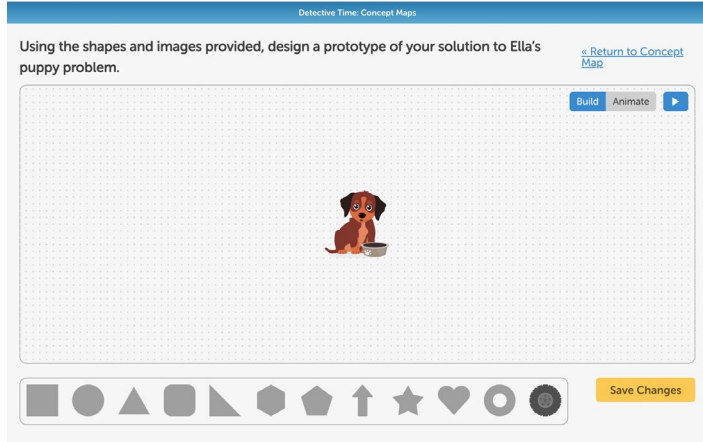 Detective Time: Concept Maps
Using the shapes and images provided, design a prototype of your solution to Ella's
puppy problem.
« Return to Concept
Map
Build Animate
Save Changes